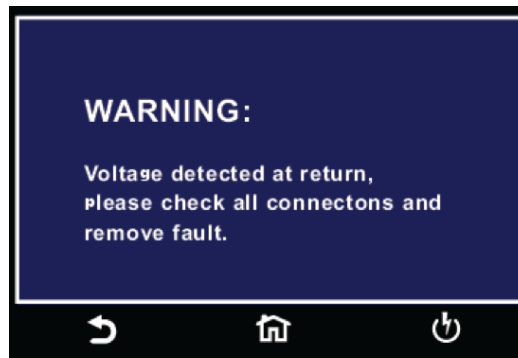 WARNING:
Voltage detected at return,
please check all connectons and
remove fault.